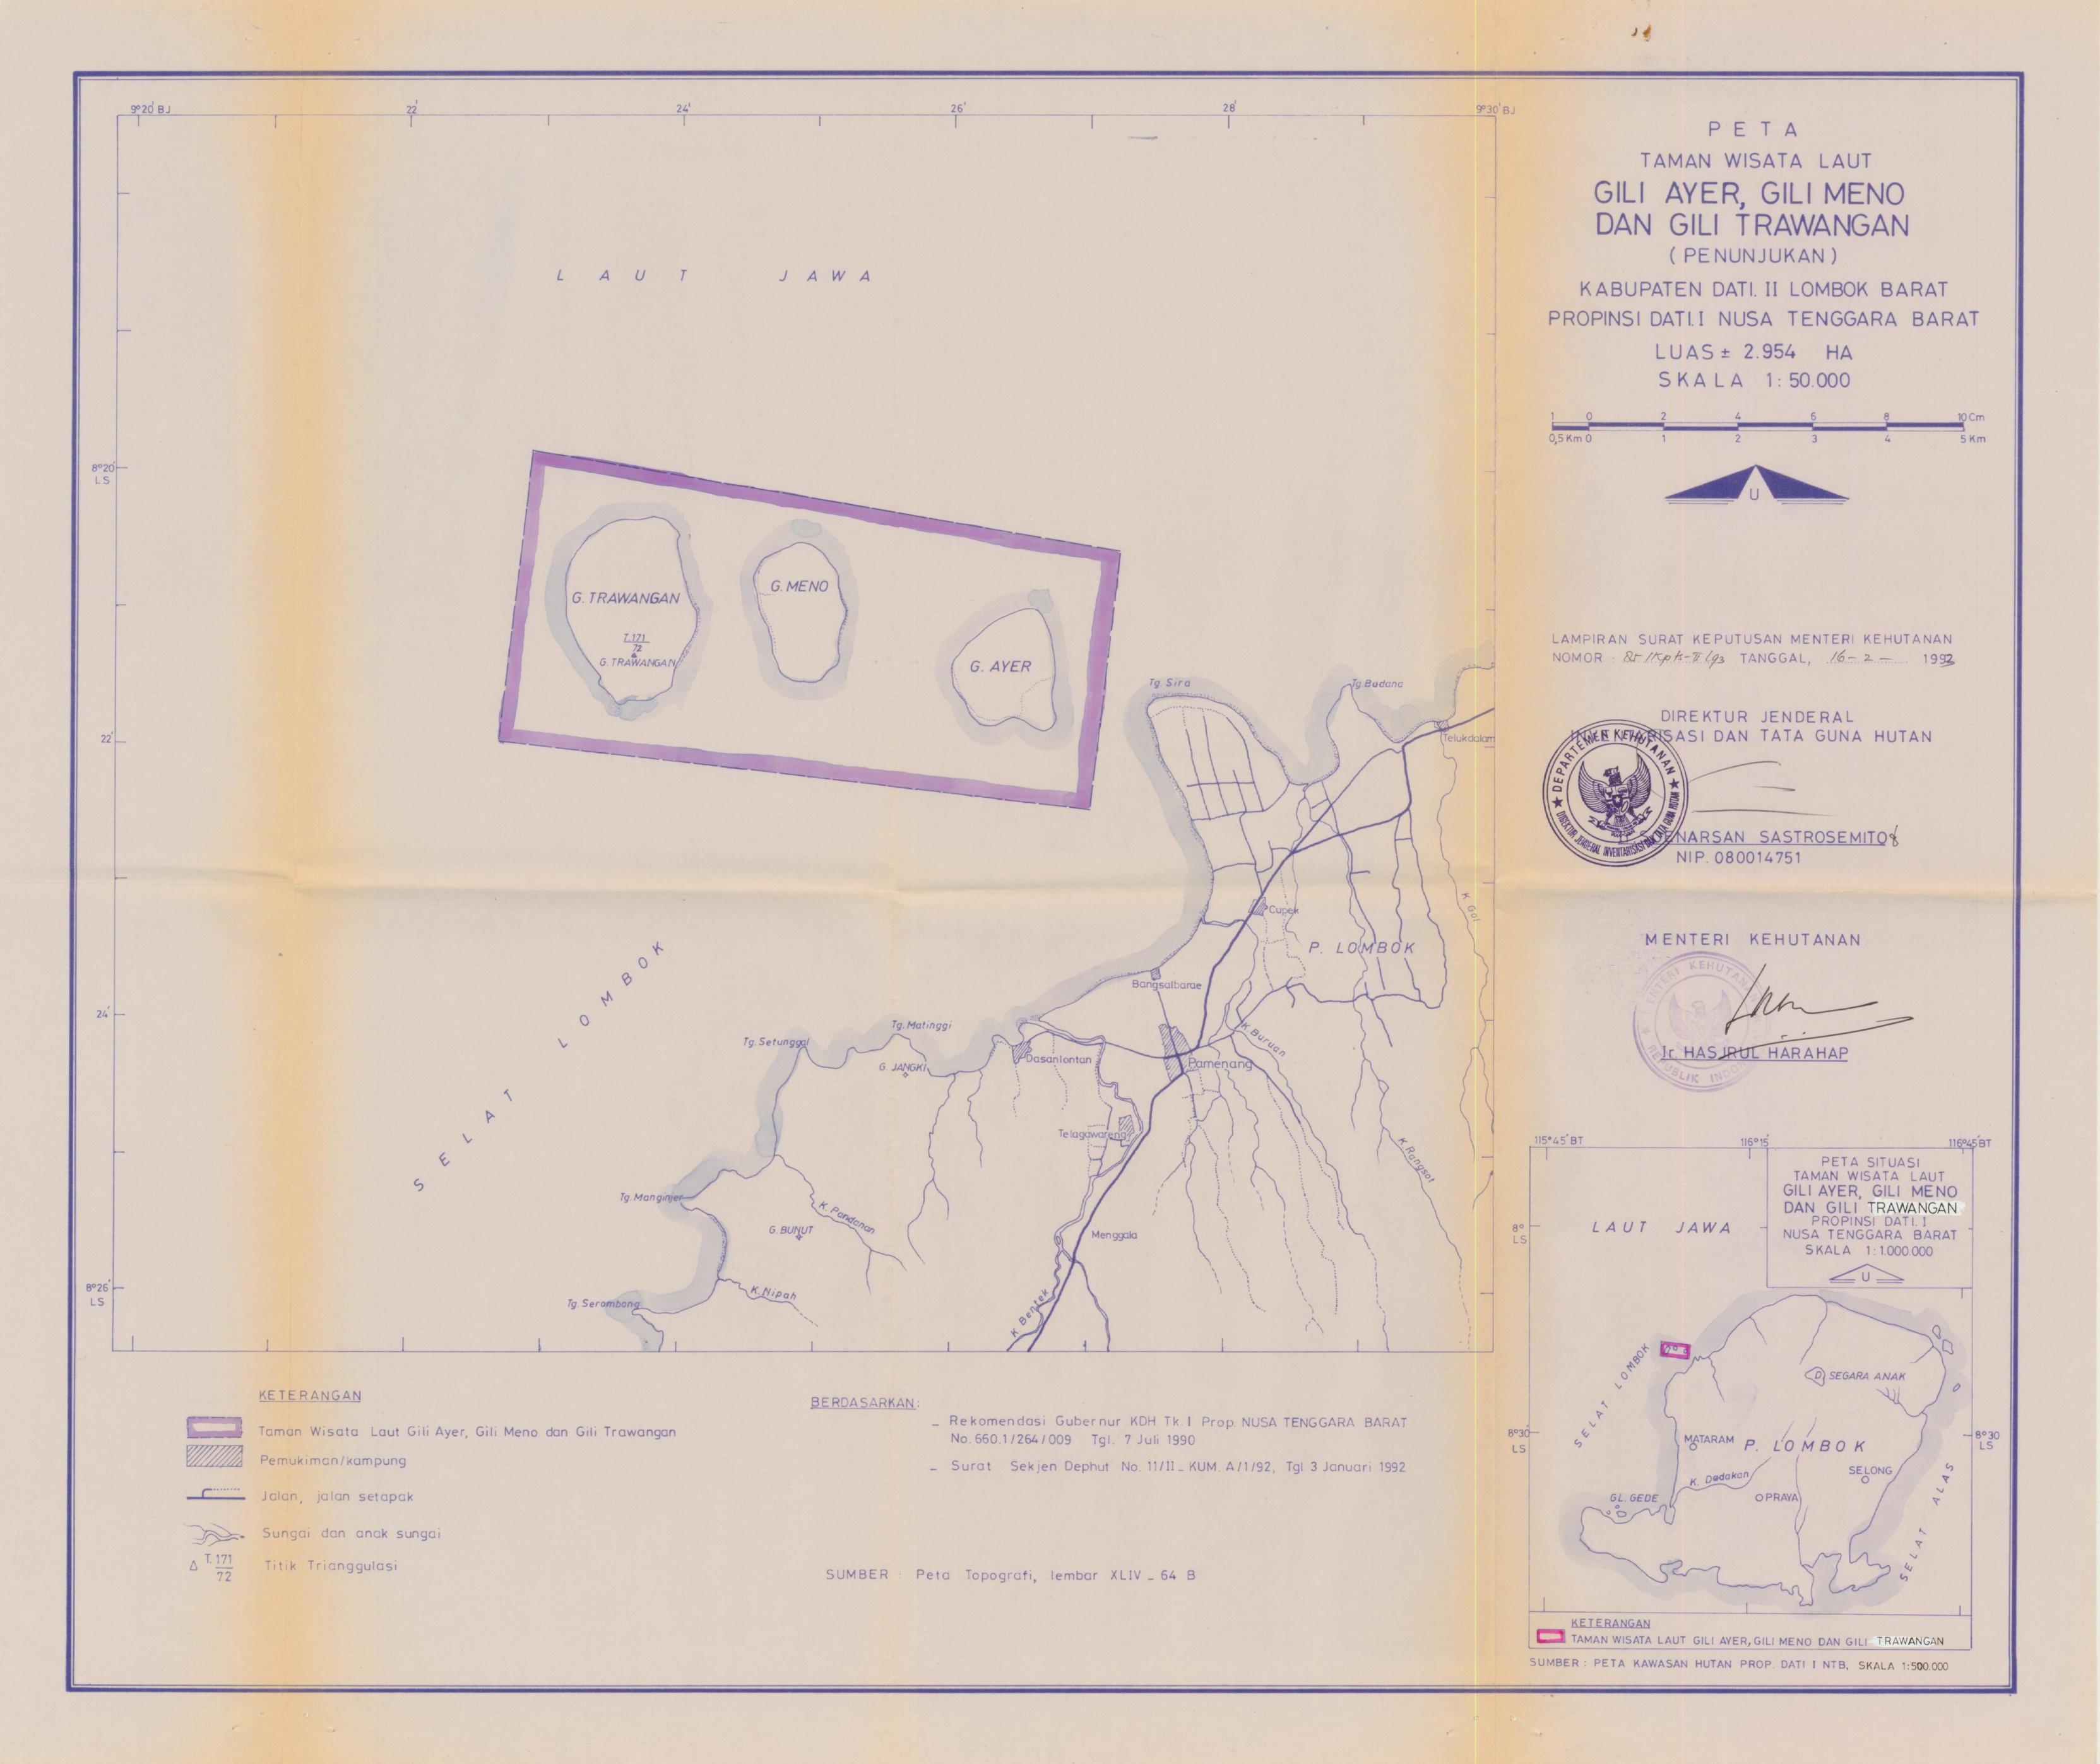 9°20' BJ
22'
24'
26'
28'
9°30' BJ
LAUT JAWA
8°20'
LS
22'
24'
8°26'
LS
G. TRAWANGAN
T.171
72
G. TRAWANGAN
G. MENO
G. AYER
Tg. Sira
Tg. Badana
Telukdalam
K. Gol
Cupek
P. LOMBOK
Bangsalbarae
SELAT LOMBOK
Tg. Matinggi
Tg. Setunggal
G. JANGKI
Dasanlontan
K. Buruan
Pamenang
Telagawareng
K. Rangsot
Tg. Manginjer
K. Pandanan
G. BUNUT
Menggala
K. Nipah
Tg. Serambang
K. Bentek
PETA
TAMAN WISATA LAUT
GILI AYER, GILI MENO
DAN GILI TRAWANGAN
(PENUNJUKAN)
KABUPATEN DATI. II LOMBOK BARAT
PROPINSI DATI.I NUSA TENGGARA BARAT
LUAS ± 2.954 HA
SKALA 1: 50.000
1 0 2 4 6 8 10 Cm
0,5 Km 0 1 2 3 4 5 Km
U
LAMPIRAN SURAT KEPUTUSAN MENTERI KEHUTANAN
NOMOR : 85/Kpts-II/93 TANGGAL, 16-2- 1993
DIREKTUR JENDERAL
INVENTARISASI DAN TATA GUNA HUTAN
DEPARTEMEN KEHUTANAN
DIREKTUR JENDERAL INVENTARISASI DAN TATA GUNA HUTAN
SASTROSEMITO
NIP. 080014751
MENTERI KEHUTANAN
MENTERI KEHUTANAN
REPUBLIK INDONESIA
Ir. HASJRUL HARAHAP
115°45' BT
116°15'
116°45' BT
PETA SITUASI
TAMAN WISATA LAUT
GILI AYER, GILI MENO
DAN GILI TRAWANGAN
PROPINSI DATI. I
NUSA TENGGARA BARAT
SKALA 1:1.000.000
U
LAUT JAWA
8°
LS
SELAT LOMBOK
SEGARA ANAK
8°30'
LS
8°30
LS
MATARAM
P. LOMBOK
K. Dodakan
SELONG
GL. GEDE
PRAYA
SELAT ALAS
KETERANGAN
TAMAN WISATA LAUT GILI AYER, GILI MENO DAN GILI TRAWANGAN
SUMBER : PETA KAWASAN HUTAN PROP. DATI I NTB, SKALA 1:500.000
KETERANGAN
Taman Wisata Laut Gili Ayer, Gili Meno dan Gili Trawangan
Pemukiman/kampung
Jalan, jalan setapak
Sungai dan anak sungai
T. 171
72
Titik Trianggulasi
BERDASARKAN:
_ Rekomendasi Gubernur KDH Tk. I Prop. NUSA TENGGARA BARAT
No. 660.1/264/009 Tgl. 7 Juli 1990
_ Surat Sekjen Dephut No. 11/II_KUM. A/1/92, Tgl 3 Januari 1992
SUMBER : Peta Topografi, lembar XLIV_64 B